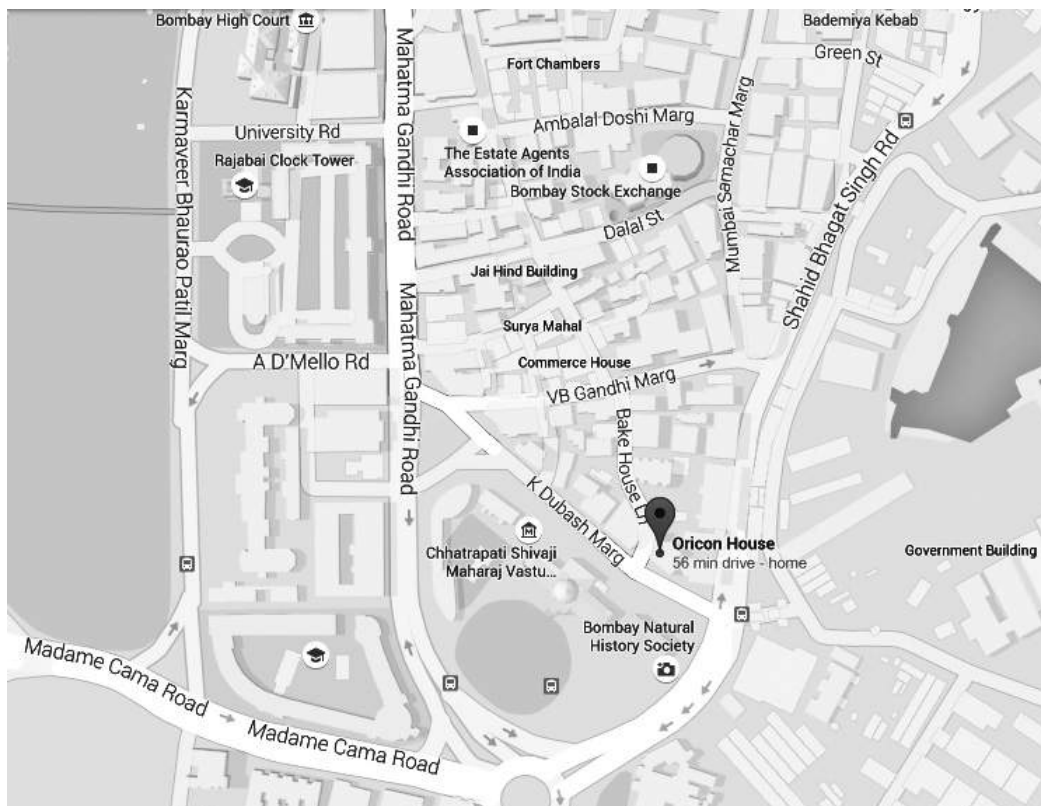 Bombay High Court
Bademiya Kebab
Green St
Fort Chambers
Karmaveer Bhaurao Patil Marg
Mahatma Gandhi Road
University Rd
Ambalal Doshi Marg
Mumbai Samachar Marg
Shahid Bhagat Singh Rd
Rajabai Clock Tower
The Estate Agents
Association of India
Bombay Stock Exchange
Dalal St
Jai Hind Building
Mahatma Gandhi Road
Surya Mahal
A D'Mello Rd
Commerce House
VB Gandhi Marg
Bake House Ln
K Dubash Marg
Oricon House
56 min drive - home
Chhatrapati Shivaji
Maharaj Vastu...
Government Building
Bombay Natural
History Society
Madame Cama Road
Madame Cama Road